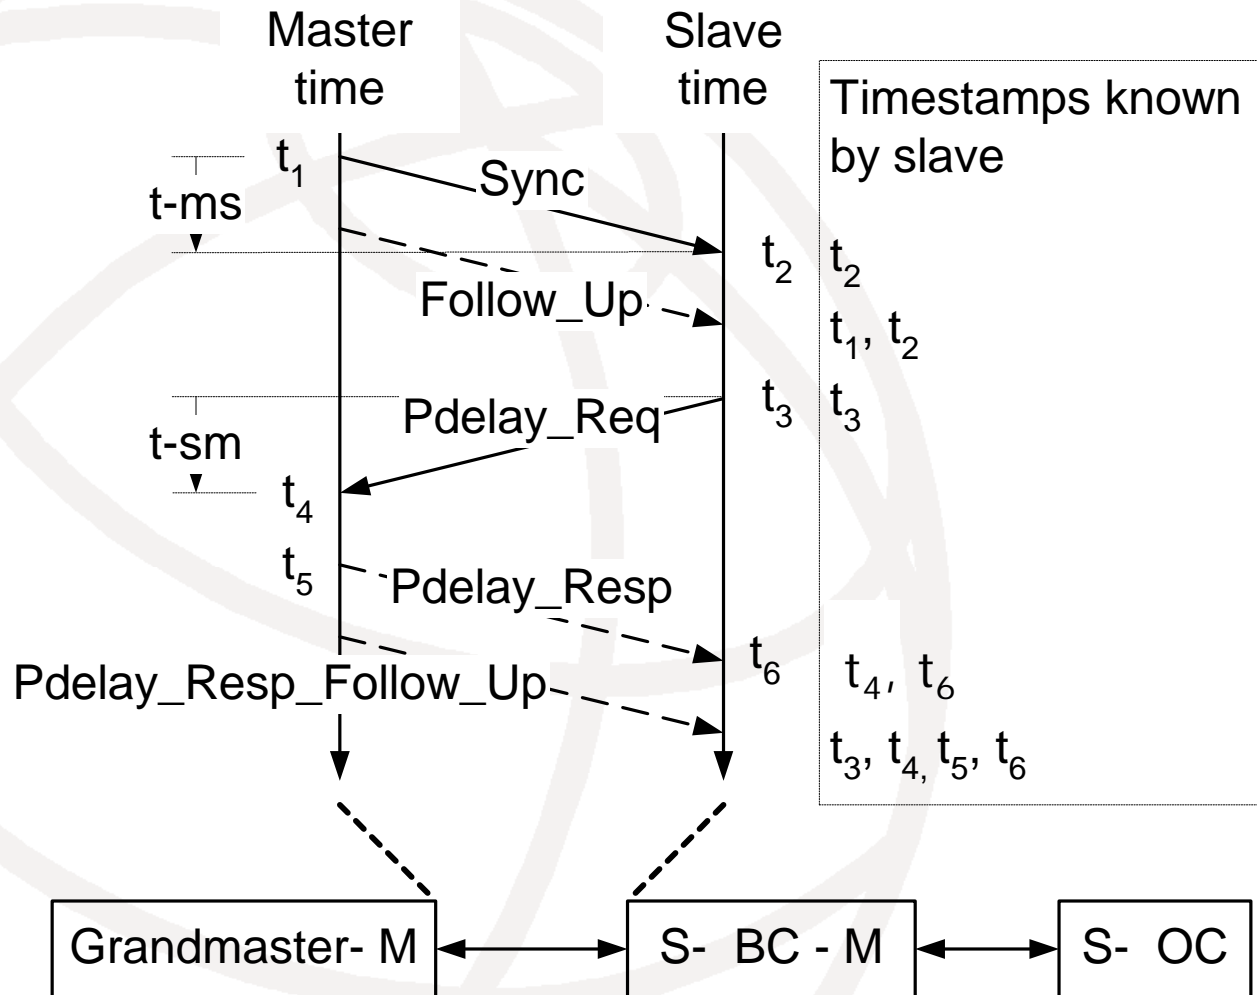 Master
time
Slave
time
Timestamps known
by slave
t1
Sync
t-ms
t2
t2
Follow_Up
t1, t2
t3
t3
Pdelay_Req
t-sm
t4
t5
Pdelay_Resp
t6
t4, t6
Pdelay_Resp_Follow_Up
t3, t4, t5, t6
Grandmaster- M
S- BC - M
S- OC